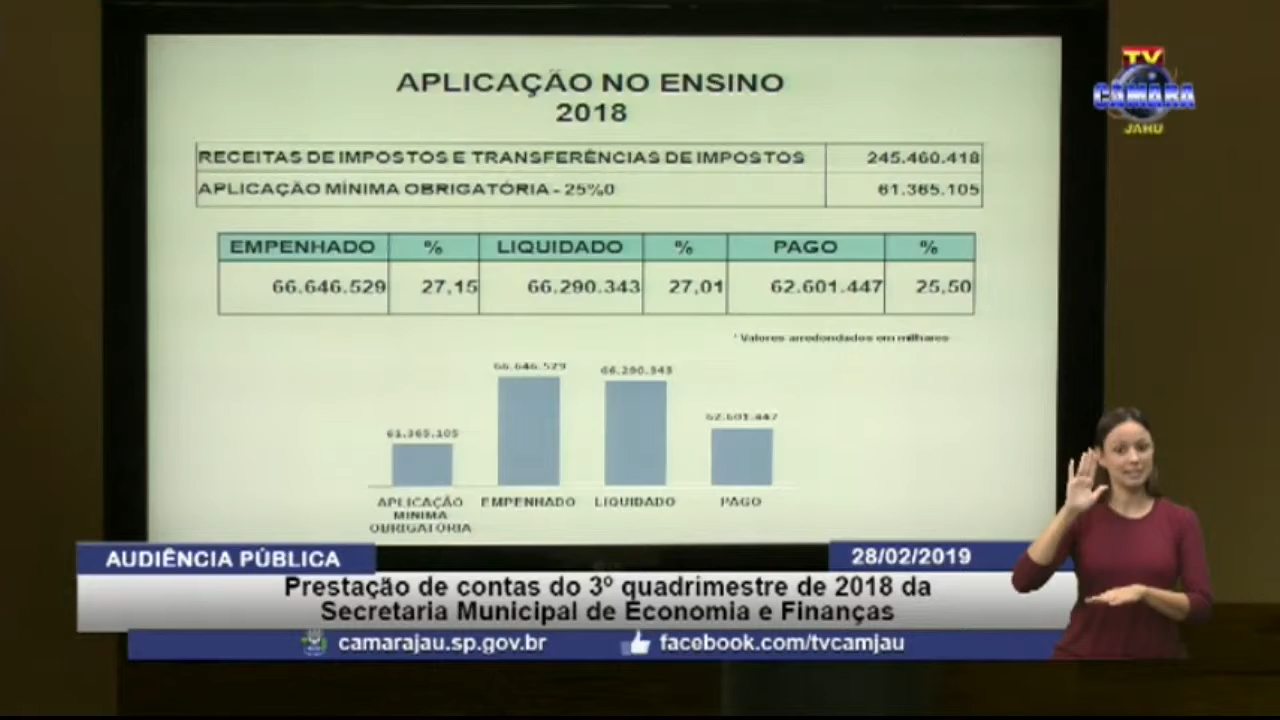 APLICAÇÃO NO ENSINO
2018
RECEITAS DE IMPOSTOS E TRANSFERÊNCIAS DE IMPOSTOS 245.460.418
APLICAÇÃO MÍNIMA OBRIGATÓRIA - 25%0 61.365.105
EMPENHADO % LIQUIDADO % PAGO %
66.646.529 27,15 66.290.343 27,01 62.601.447 25,50
* Valores arredondados em milhares
66.646.529
66.290.343
62.601.447
61.365.105
APLICAÇÃO MÍNIMA OBRIGATÓRIA
EMPENHADO
LIQUIDADO
PAGO
TV
CÂMARA
JAHU
AUDIÊNCIA PÚBLICA
28/02/2019
Prestação de contas do 3º quadrimestre de 2018 da
Secretaria Municipal de Economia e Finanças
camarajau.sp.gov.br
facebook.com/tvcamjau